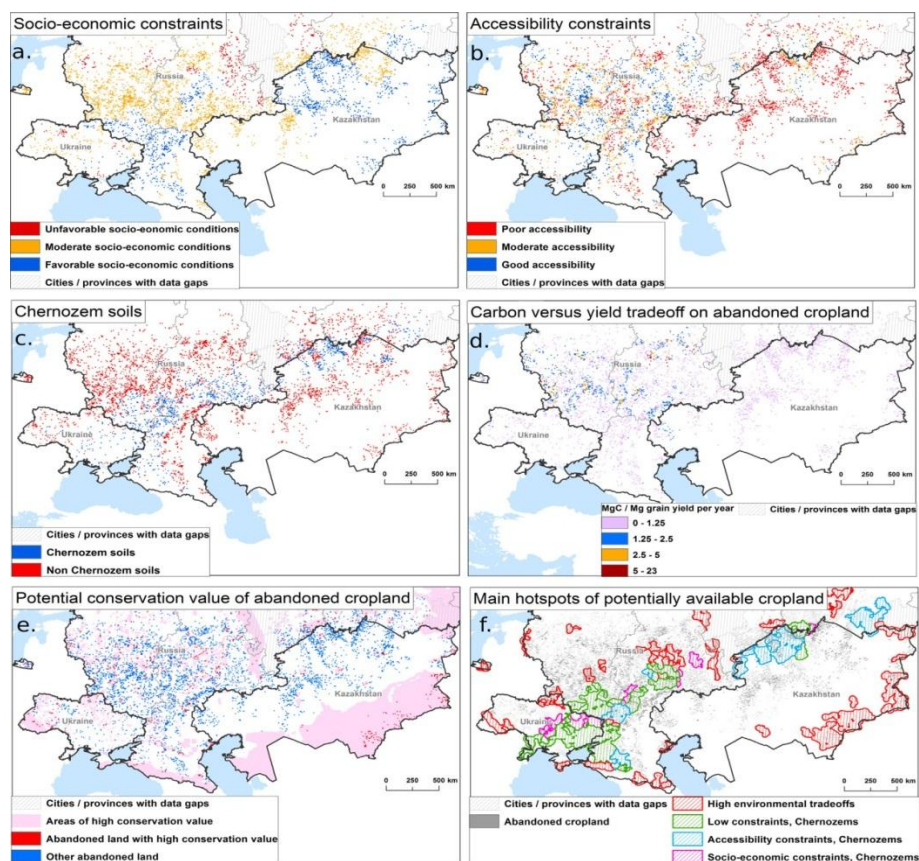 Socio-economic constraints
a.
Russia
Ukraine
Kazakhstan
0 250 500 km
Unfavorable socio-enonomic conditions
Moderate socio-economic conditions
Favorable socio-economic conditions
Cities / provinces with data gaps
Accessibility constraints
b.
Russia
Ukraine
Kazakhstan
0 250 500 km
Poor accessibility
Moderate accessibility
Good accessibility
Cities / provinces with data gaps
Chernozem soils
c.
Russia
Ukraine
Kazakhstan
0 250 500 km
Cities / provinces with data gaps
Chernozem soils
Non Chernozem soils
Carbon versus yield tradeoff on abandoned cropland
d.
Russia
Ukraine
Kazakhstan
0 250 500 km
MgC / Mg grain yield per year
0 - 1.25
1.25 - 2.5
2.5 - 5
5 - 23
Cities / provinces with data gaps
Potential conservation value of abandoned cropland
e.
Russia
Ukraine
Kazakhstan
0 250 500 km
Cities / provinces with data gaps
Areas of high conservation value
Abandoned land with high conservation value
Other abandoned land
Main hotspots of potentially available cropland
f.
Russia
Ukraine
Kazakhstan
0 250 500 km
Cities / provinces with data gaps
Abandoned cropland
High environmental tradeoffs
Low constraints, Chernozems
Accessibility constraints, Chernozems
Socio-economic constraints, Chernozems